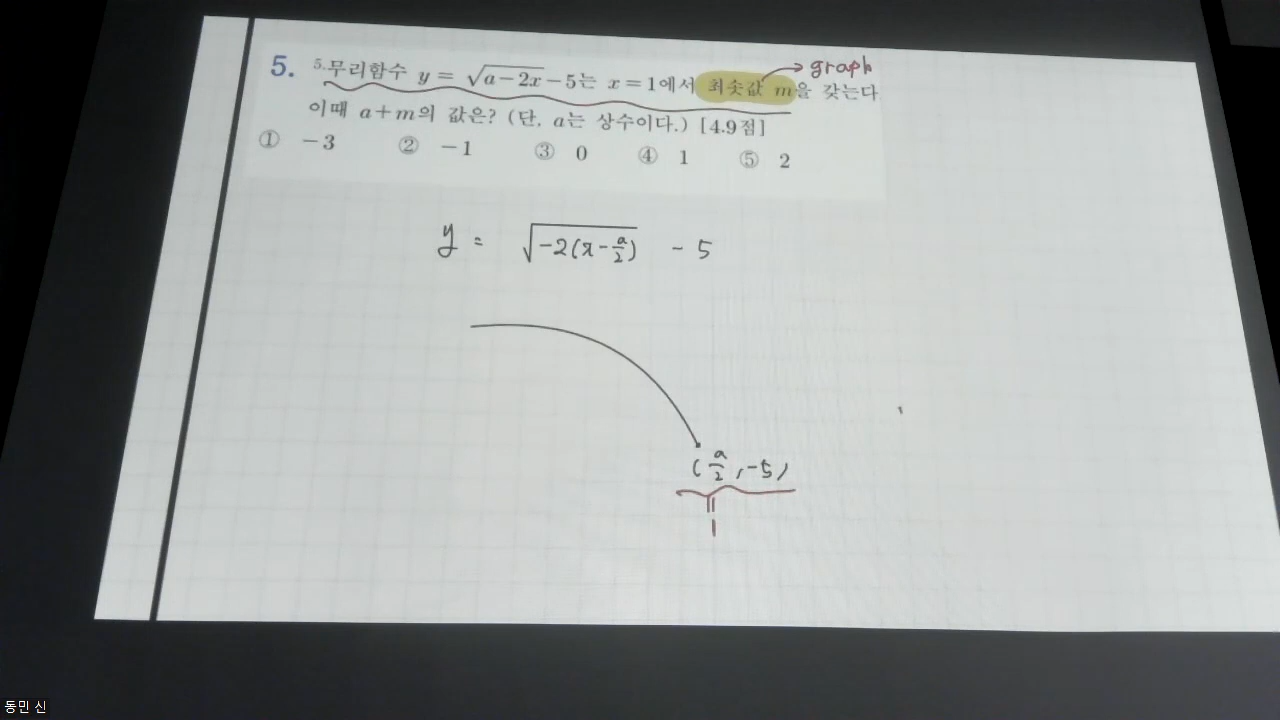 5. 5.무리함수 y = √(a-2x) -5는 x=1에서 최솟값 m을 갖는다 → graph
이때 a+m의 값은? (단, a는 상수이다.) [4.9점]
① -3 ② -1 ③ 0 ④ 1 ⑤ 2
y = √(-2(x-a/2)) - 5
(a/2, -5)
॥
1
동민 신